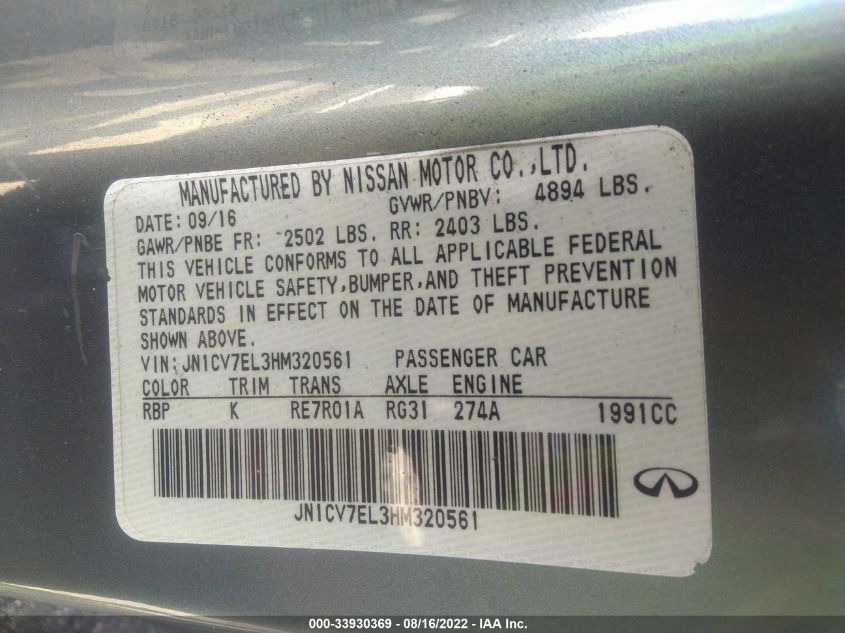 MANUFACTURED BY NISSAN MOTOR CO.,LTD.
DATE: 09/16 GVWR/PNBV: 4894 LBS.
GAWR/PNBE FR: 2502 LBS. RR: 2403 LBS.
THIS VEHICLE CONFORMS TO ALL APPLICABLE FEDERAL
MOTOR VEHICLE SAFETY,BUMPER,AND THEFT PREVENTION
STANDARDS IN EFFECT ON THE DATE OF MANUFACTURE
SHOWN ABOVE.
VIN:JN1CV7EL3HM320561 PASSENGER CAR
COLOR TRIM TRANS AXLE ENGINE
RBP K RE7R01A RG31 274A 1991CC
JN1CV7EL3HM320561
000-33930369 - 08/16/2022 - IAA Inc.